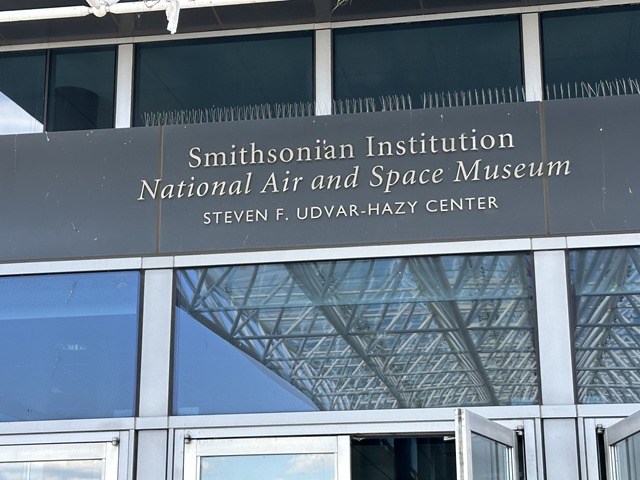 Smithsonian Institution
National Air and Space Museum
STEVEN F. UDVAR-HAZY CENTER